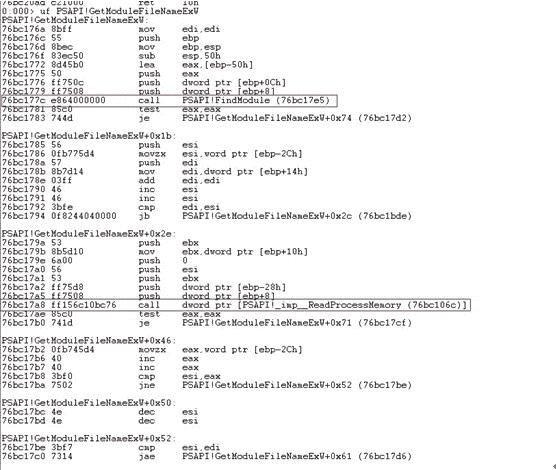 0:000> uf PSAPI!GetModuleFileNameExW
PSAPI!GetModuleFileNameExW:
76bc176a 8bff mov edi,edi
76bc176c 55 push ebp
76bc176d 8bec mov ebp,esp
76bc176f 83ec50 sub esp,50h
76bc1772 8d45b0 lea eax,[ebp-50h]
76bc1775 50 push eax
76bc1776 ff750c push dword ptr [ebp+0Ch]
76bc1779 ff7508 push dword ptr [ebp+8]
76bc177c e864000000 call PSAPI!FindModule (76bc17e5)
76bc1781 85c0 test eax,eax
76bc1783 744d je PSAPI!GetModuleFileNameExW+0x74 (76bc17d2)
PSAPI!GetModuleFileNameExW+0x1b:
76bc1785 56 push esi
76bc1786 0fb775d4 movzx esi,word ptr [ebp-2Ch]
76bc178a 57 push edi
76bc178b 8b7d14 mov edi,dword ptr [ebp+14h]
76bc178e 03ff add edi,edi
76bc1790 46 inc esi
76bc1791 46 inc esi
76bc1792 3bfe cmp edi,esi
76bc1794 0f8244040000 jb PSAPI!GetModuleFileNameExW+0x2c (76bc1bde)
PSAPI!GetModuleFileNameExW+0x2e:
76bc179a 53 push ebx
76bc179b 8b5d10 mov ebx,dword ptr [ebp+10h]
76bc179e 6a00 push 0
76bc17a0 56 push esi
76bc17a1 53 push ebx
76bc17a2 ff75d8 push dword ptr [ebp-28h]
76bc17a5 ff7508 push dword ptr [ebp+8]
76bc17a8 ff156c10bc76 call dword ptr [PSAPI!_imp__ReadProcessMemory (76bc106c)]
76bc17ae 85c0 test eax,eax
76bc17b0 741d je PSAPI!GetModuleFileNameExW+0x71 (76bc17cf)
PSAPI!GetModuleFileNameExW+0x46:
76bc17b2 0fb745d4 movzx eax,word ptr [ebp-2Ch]
76bc17b6 40 inc eax
76bc17b7 40 inc eax
76bc17b8 3bf0 cmp esi,eax
76bc17ba 7502 jne PSAPI!GetModuleFileNameExW+0x52 (76bc17be)
PSAPI!GetModuleFileNameExW+0x50:
76bc17bc 4e dec esi
76bc17bd 4e dec esi
PSAPI!GetModuleFileNameExW+0x52:
76bc17be 3bf7 cmp esi,edi
76bc17c0 7314 jae PSAPI!GetModuleFileNameExW+0x61 (76bc17d6)